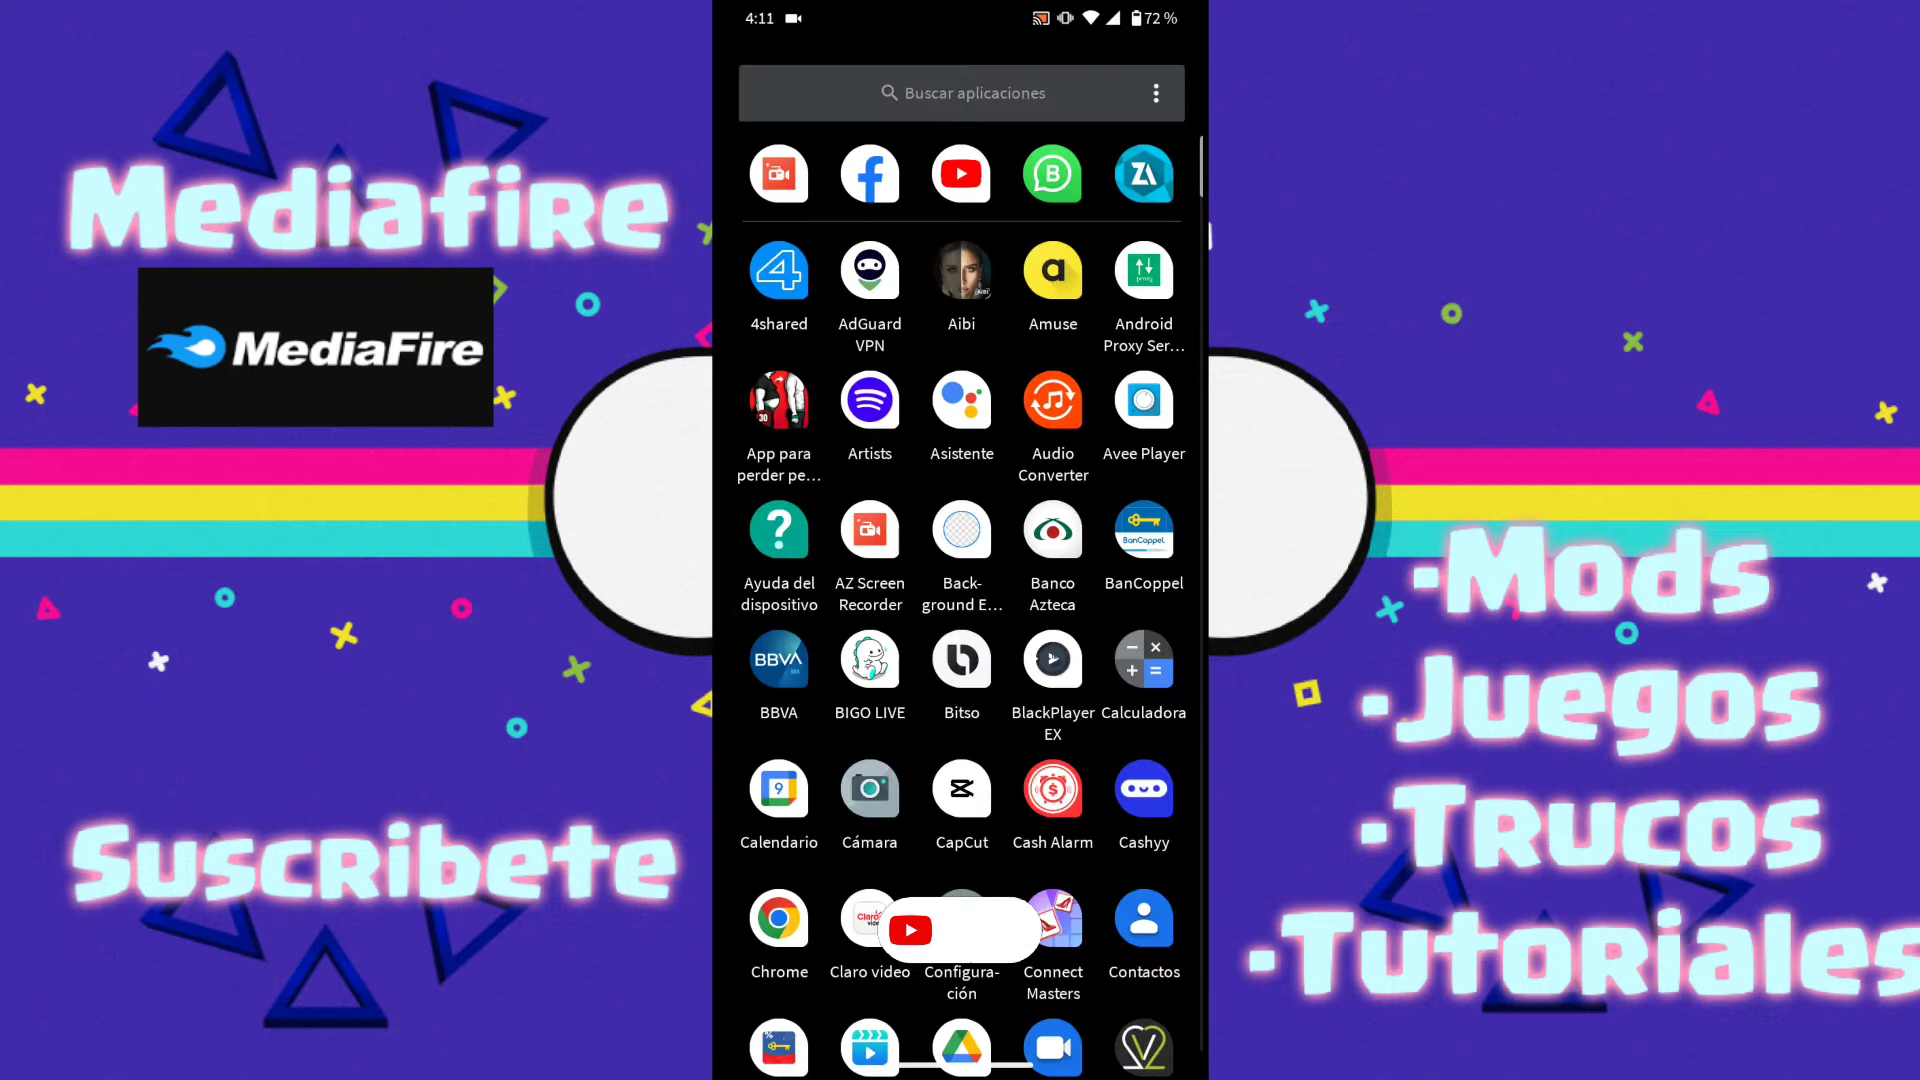 4:11
72 %
Buscar aplicaciones
Mediafire
MediaFire
4shared
AdGuard VPN
Aibi
Amuse
Android Proxy Ser...
App para perder pe...
Artists
Asistente
Audio Converter
Avee Player
Ayuda del dispositivo
AZ Screen Recorder
Back-ground E...
Banco Azteca
BanCoppel
BBVA
BIGO LIVE
Bitso
BlackPlayer EX
Calculadora
Calendario
Cámara
CapCut
Cash Alarm
Cashyy
Chrome
Claro video
Configura-ción
Connect Masters
Contactos
Suscribete
·Mods
·Juegos
·Trucos
·Tutoriales